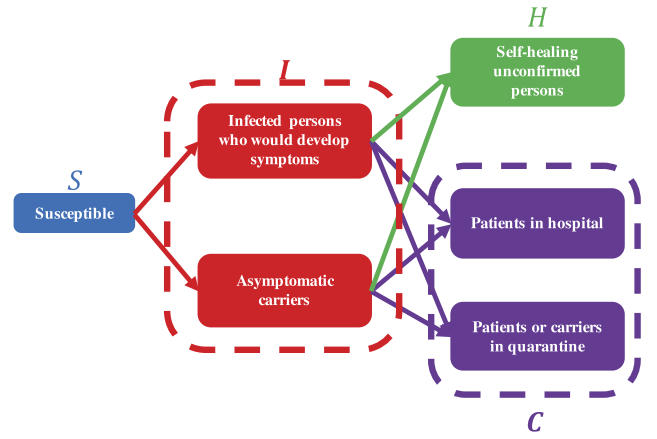 H
Self-healing
unconfirmed
persons
I
Infected persons
who would develop
symptoms
S
Susceptible
Patients in hospital
Asymptomatic
carriers
Patients or carriers
in quarantine
C